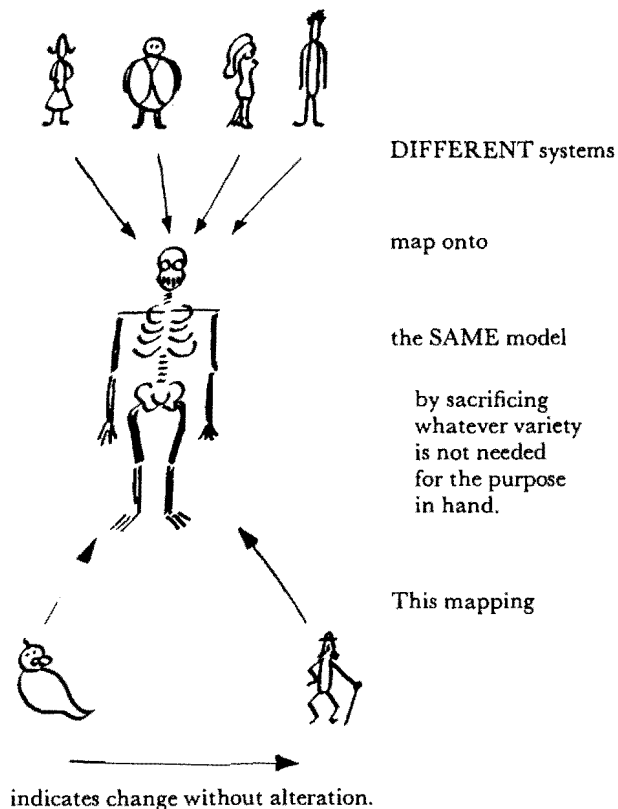 DIFFERENT systems
map onto
the SAME model
by sacrificing
whatever variety
is not needed
for the purpose
in hand.
This mapping
indicates change without alteration.